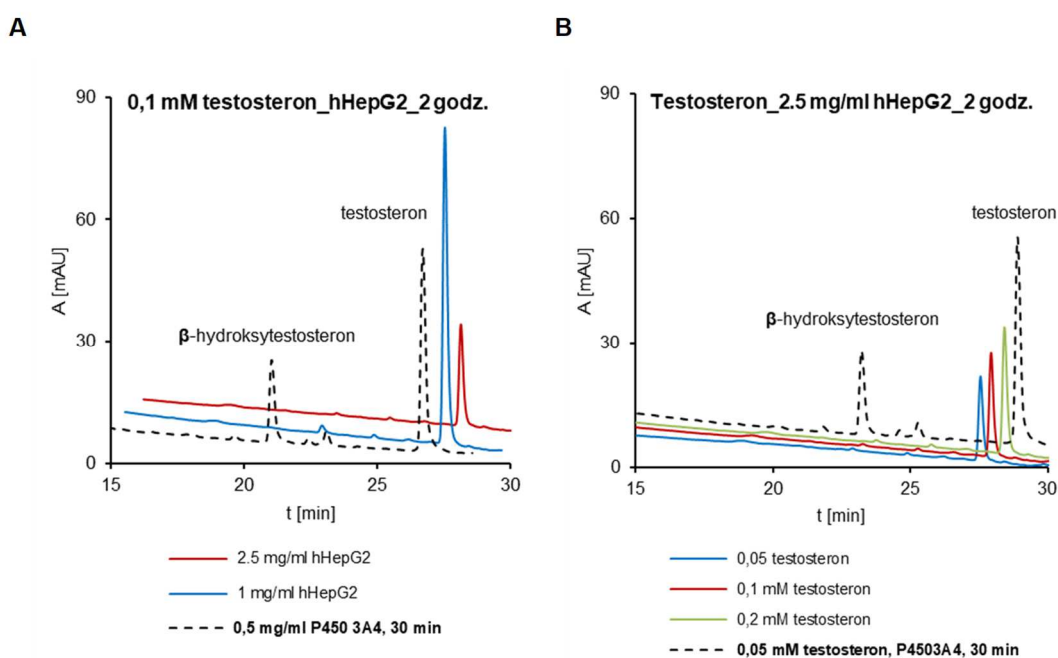 A
0,1 mM testosteron_hHepG2_2 godz.
90
60
30
0
A [mAU]
testosteron
β-hydroksytestosteron
15
20
25
30
t [min]
2.5 mg/ml hHepG2
1 mg/ml hHepG2
0,5 mg/ml P450 3A4, 30 min
B
Testosteron_2.5 mg/ml hHepG2_2 godz.
90
60
30
0
A [mAU]
testosteron
β-hydroksytestosteron
15
20
25
30
t [min]
0,05 testosteron
0,1 mM testosteron
0,2 mM testosteron
0,05 mM testosteron, P4503A4, 30 min